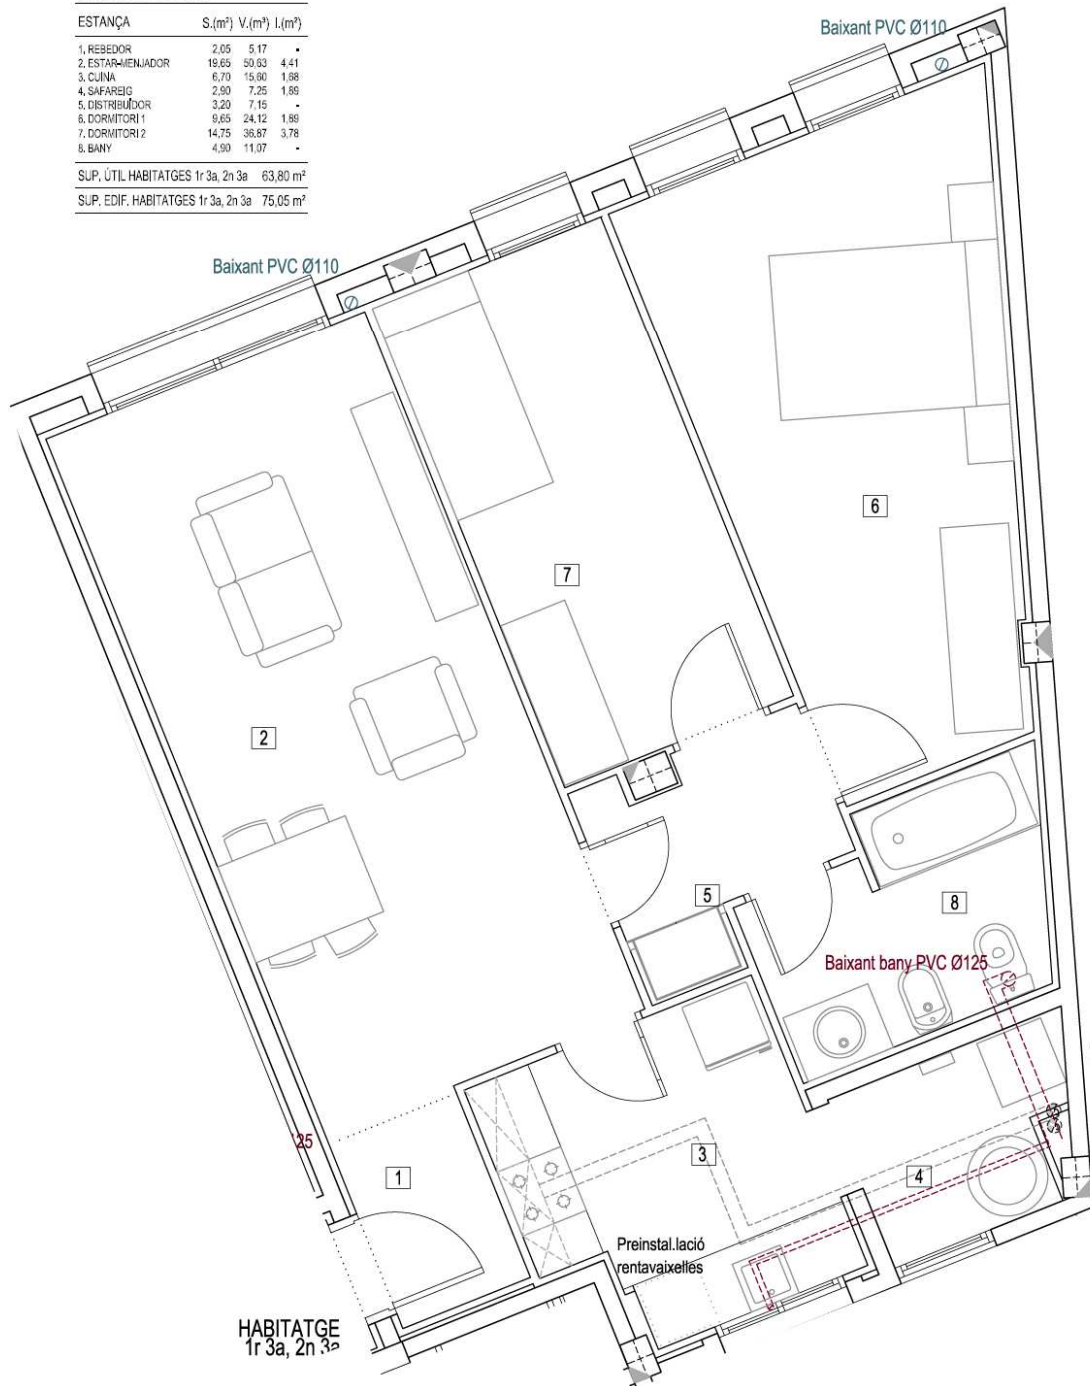 ESTANÇA S.(m²) V.(m³) I.(m²)
1. REBEDOR 2,05 5,17 -
2. ESTAR-MENJADOR 19,65 50,63 4,41
3. CUINA 6,70 15,60 1,68
4. SAFAREIG 2,90 7,25 1,89
5. DISTRIBUÏDOR 3,20 7,15 -
6. DORMITORI 1 9,65 24,12 1,89
7. DORMITORI 2 14,75 36,87 3,78
8. BANY 4,90 11,07 -
SUP. ÚTIL HABITATGES 1r 3a, 2n 3a 63,80 m²
SUP. EDIF. HABITATGES 1r 3a, 2n 3a 75,05 m²
Baixant PVC Ø110
Baixant PVC Ø110
6
7
2
5
8
Baixant bany PVC Ø125
125
3
1
4
Preinstal.lació
rentavaixelles
HABITATGE
1r 3a, 2n 3a